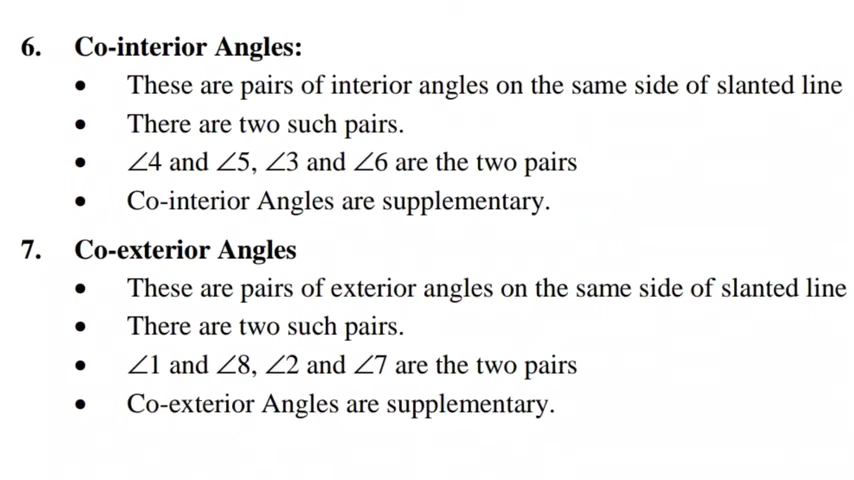 6. Co-interior Angles:
• These are pairs of interior angles on the same side of slanted line
• There are two such pairs.
• ∠4 and ∠5, ∠3 and ∠6 are the two pairs
• Co-interior Angles are supplementary.
7. Co-exterior Angles
• These are pairs of exterior angles on the same side of slanted line
• There are two such pairs.
• ∠1 and ∠8, ∠2 and ∠7 are the two pairs
• Co-exterior Angles are supplementary.